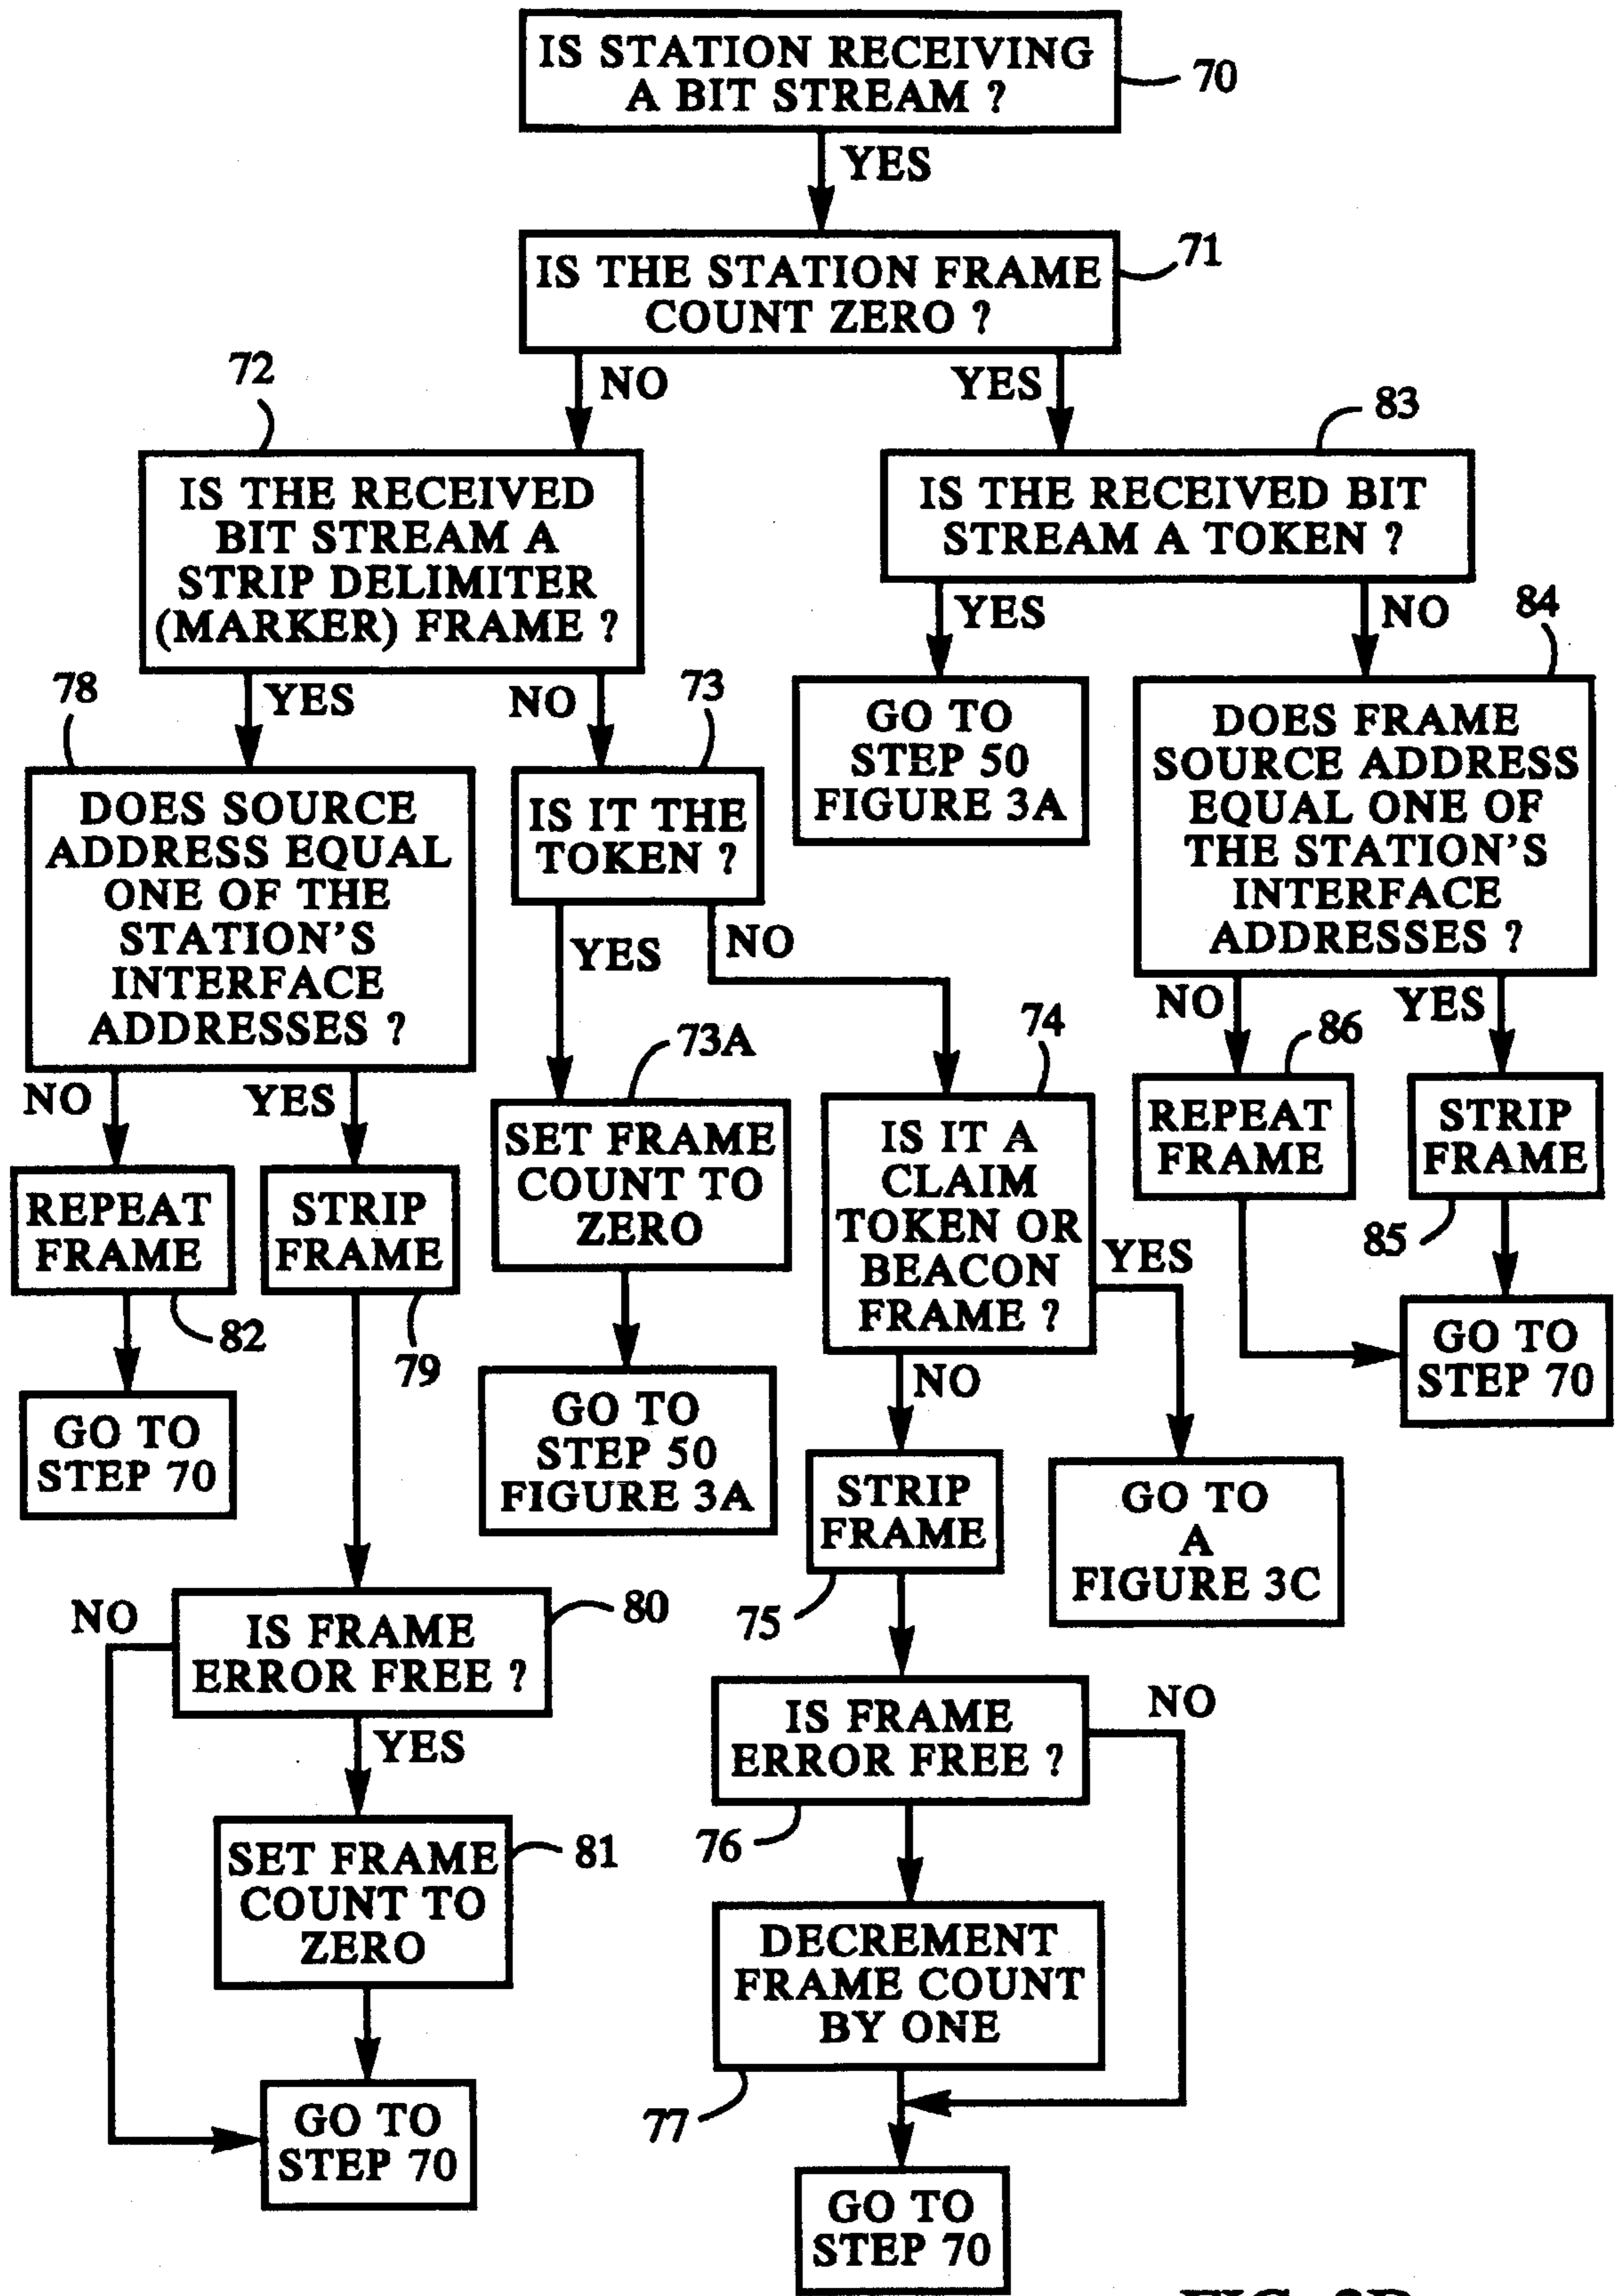 IS STATION RECEIVING
A BIT STREAM ?
70
YES
IS THE STATION FRAME
COUNT ZERO ?
71
NO
YES
72
83
IS THE RECEIVED
BIT STREAM A
STRIP DELIMITER
(MARKER) FRAME ?
IS THE RECEIVED BIT
STREAM A TOKEN ?
YES
NO
84
78
YES
NO
73
GO TO
STEP 50
FIGURE 3A
DOES FRAME
SOURCE ADDRESS
EQUAL ONE OF
THE STATION'S
INTERFACE
ADDRESSES ?
DOES SOURCE
ADDRESS EQUAL
ONE OF THE
STATION'S
INTERFACE
ADDRESSES ?
IS IT THE
TOKEN ?
YES
NO
NO
YES
86
73A
74
NO
YES
REPEAT
FRAME
STRIP
FRAME
85
SET FRAME
COUNT TO
ZERO
IS IT A
CLAIM
TOKEN OR
BEACON
FRAME ?
YES
REPEAT
FRAME
82
STRIP
FRAME
79
GO TO
STEP 70
GO TO
STEP 70
GO TO
STEP 50
FIGURE 3A
NO
STRIP
FRAME
75
GO TO
A
FIGURE 3C
NO
IS FRAME
ERROR FREE ?
80
YES
IS FRAME
ERROR FREE ?
NO
76
SET FRAME
COUNT TO
ZERO
81
DECREMENT
FRAME COUNT
BY ONE
77
GO TO
STEP 70
GO TO
STEP 70